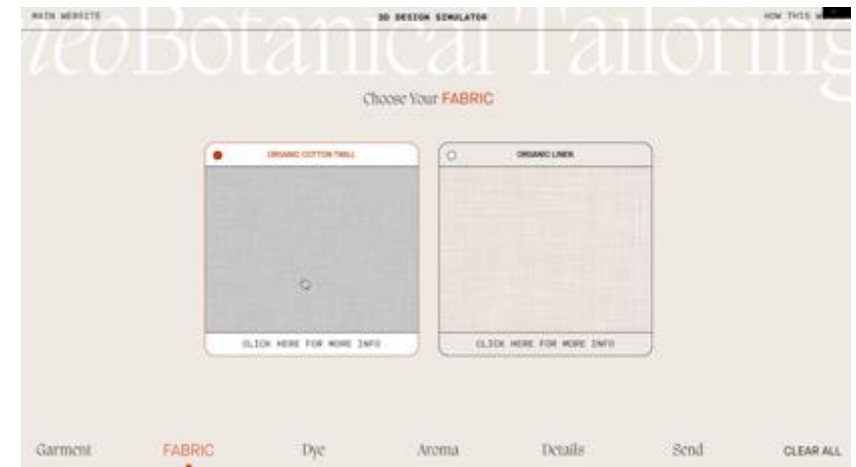 MAIN WEBSITE 3D DESIGN SIMULATOR HOW THIS
neoBotanical Tailoring
Choose Your FABRIC
ORGANIC COTTON TWILL ORGANIC LINEN
CLICK HERE FOR MORE INFO CLICK HERE FOR MORE INFO
Garment FABRIC Dye Aroma Details Send CLEAR ALL